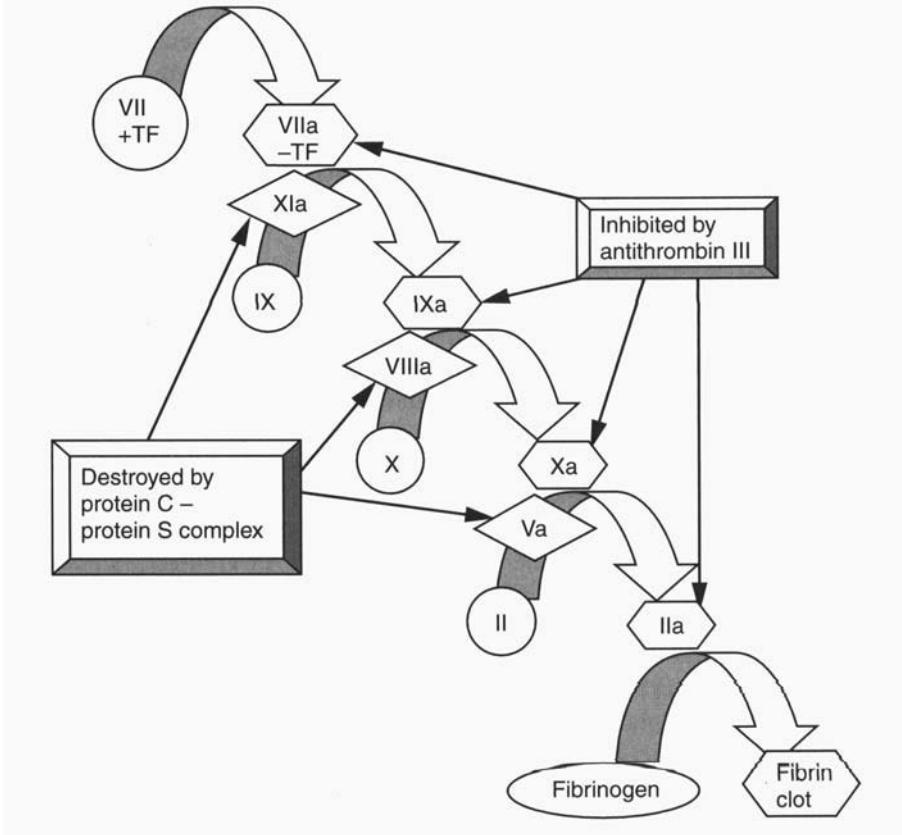 VII
+TF
VIIa
–TF
XIa
Inhibited by
antithrombin III
IX
IXa
VIIIa
X
Xa
Destroyed by
protein C –
protein S complex
Va
II
IIa
Fibrinogen
Fibrin
clot